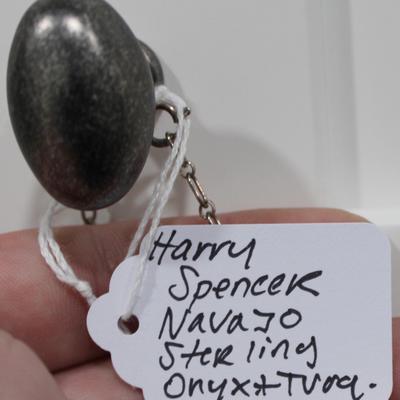 Harry
Spencer
Navajo
Sterling
Onyx + Turq.